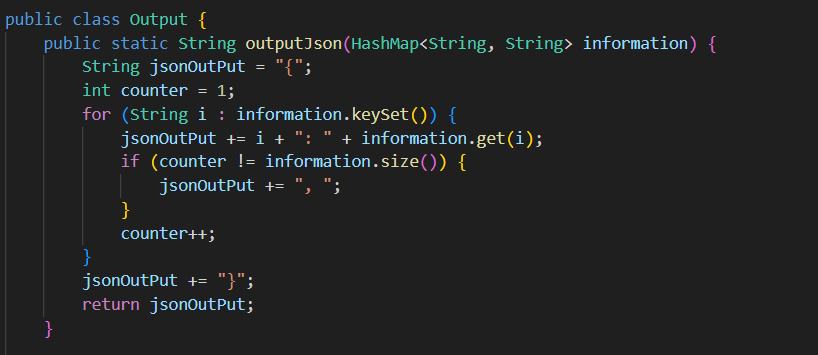 public class Output {
    public static String outputJson(HashMap<String, String> information) {
        String jsonOutPut = "{";
        int counter = 1;
        for (String i : information.keySet()) {
            jsonOutPut += i + ": " + information.get(i);
            if (counter != information.size()) {
                jsonOutPut += ", ";
            }
            counter++;
        }
        jsonOutPut += "}";
        return jsonOutPut;
    }